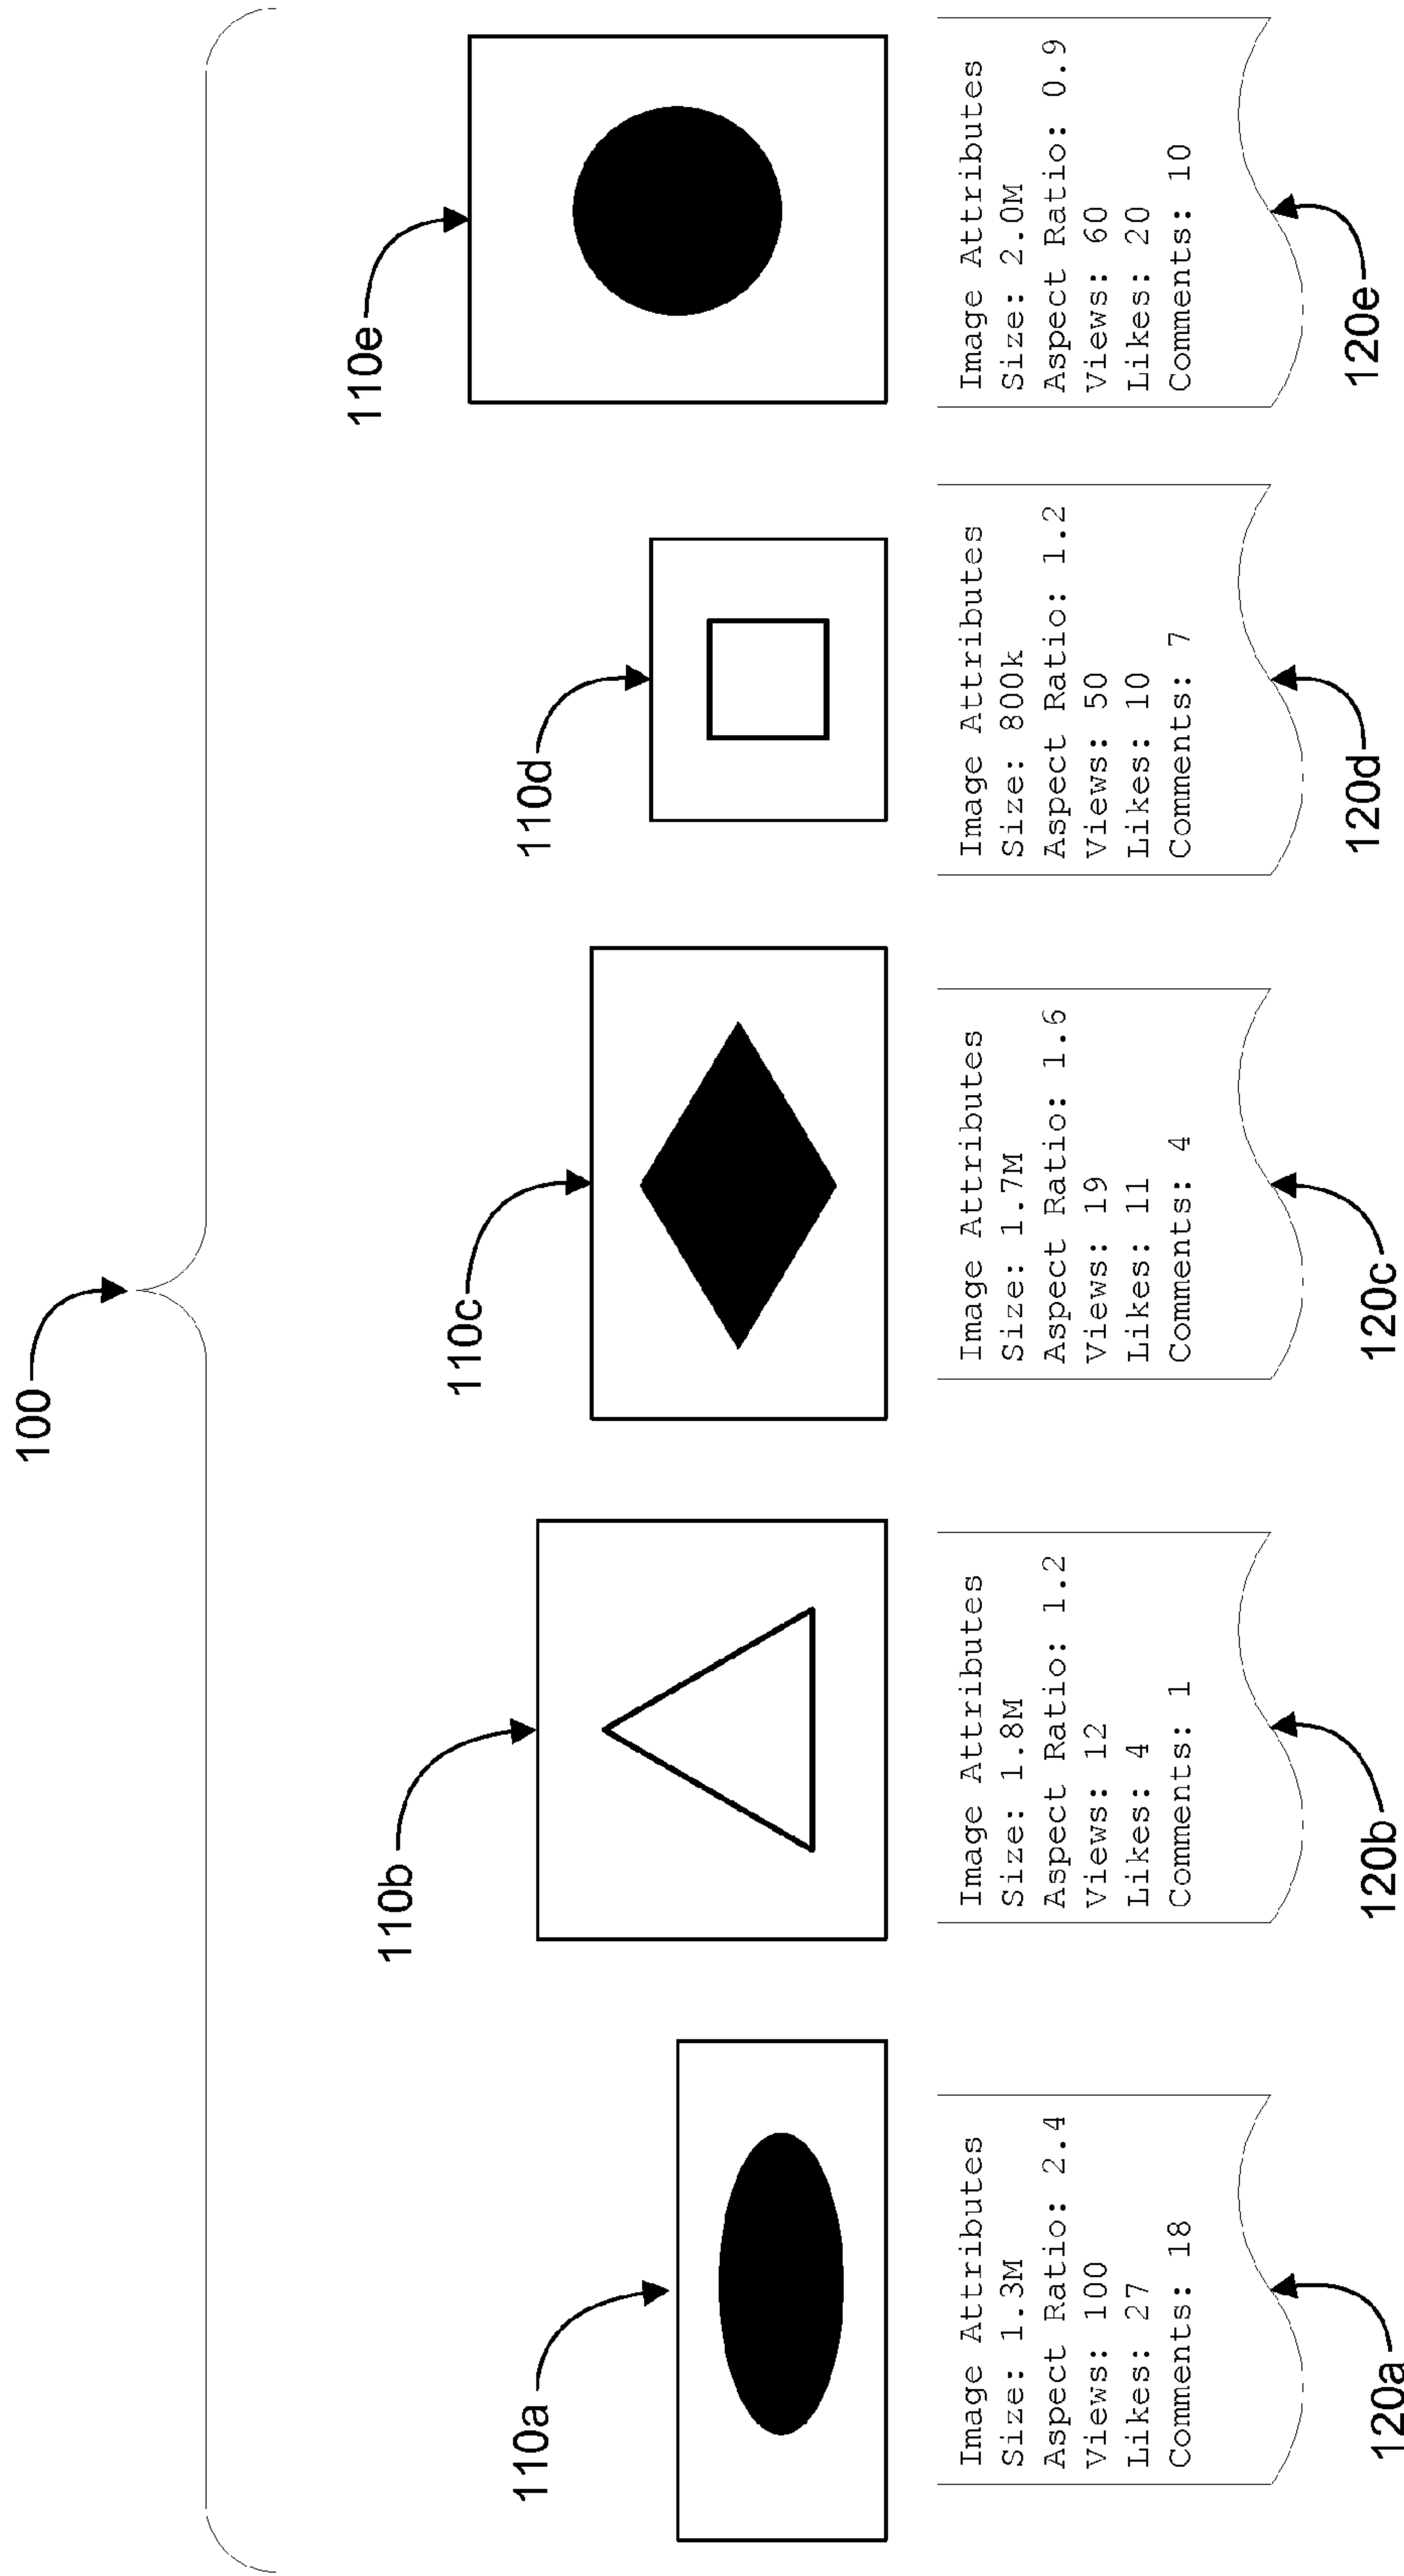 100
110a
110b
110c
110d
110e
Image Attributes
Size: 1.3M
Aspect Ratio: 2.4
Views: 100
Likes: 27
Comments: 18
120a
Image Attributes
Size: 1.8M
Aspect Ratio: 1.2
Views: 12
Likes: 4
Comments: 1
120b
Image Attributes
Size: 1.7M
Aspect Ratio: 1.6
Views: 19
Likes: 11
Comments: 4
120c
Image Attributes
Size: 800k
Aspect Ratio: 1.2
Views: 50
Likes: 10
Comments: 7
120d
Image Attributes
Size: 2.0M
Aspect Ratio: 0.9
Views: 60
Likes: 20
Comments: 10
120e